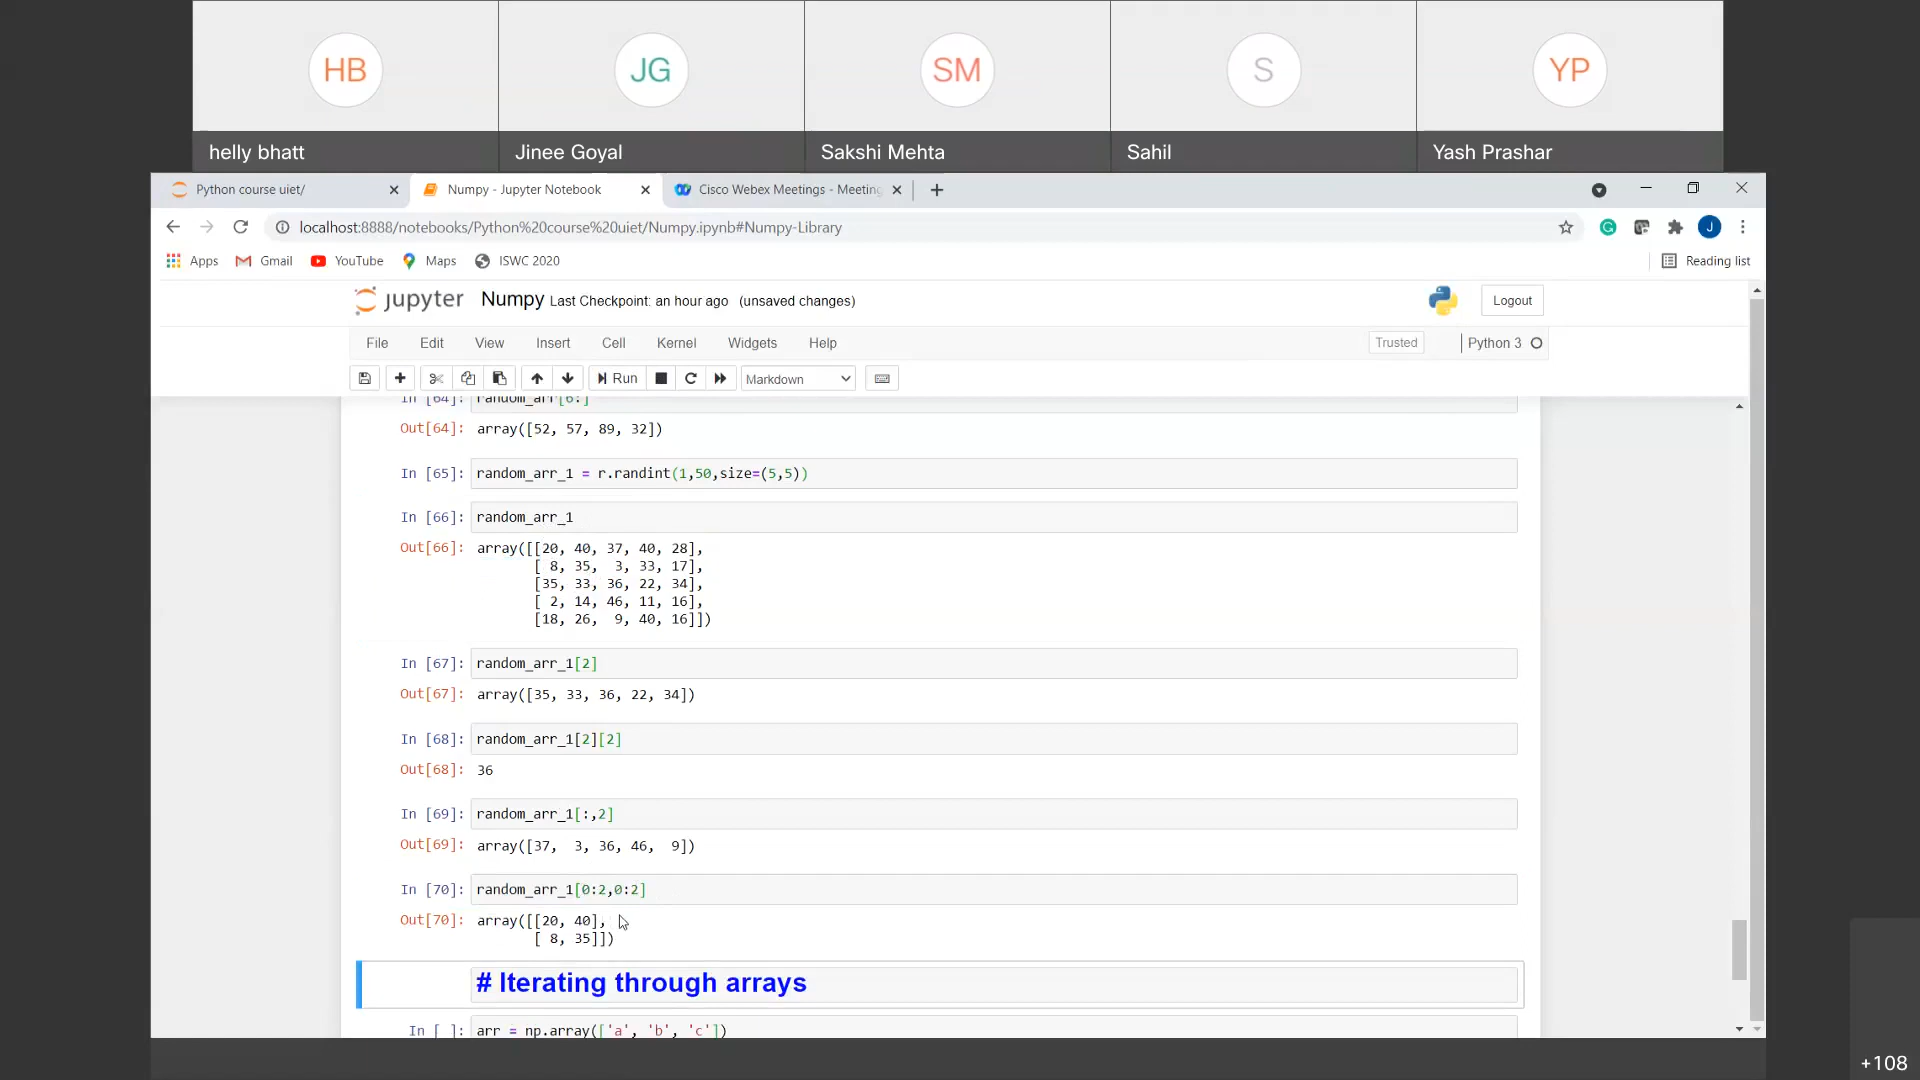 HB
JG
SM
S
YP
helly bhatt
Jinee Goyal
Sakshi Mehta
Sahil
Yash Prashar
Python course uiet/
Numpy - Jupyter Notebook
Cisco Webex Meetings - Meeting
localhost:8888/notebooks/Python%20course%20uiet/Numpy.ipynb#Numpy-Library
J
Apps
Gmail
YouTube
Maps
ISWC 2020
Reading list
jupyter Numpy Last Checkpoint: an hour ago (unsaved changes)
Logout
File Edit View Insert Cell Kernel Widgets Help
Trusted
Python 3
Run
Markdown
In [64]: random_arr[6:]
Out[64]: array([52, 57, 89, 32])
In [65]: random_arr_1 = r.randint(1,50,size=(5,5))
In [66]: random_arr_1
Out[66]: array([[20, 40, 37, 40, 28],
[ 8, 35, 3, 33, 17],
[35, 33, 36, 22, 34],
[ 2, 14, 46, 11, 16],
[18, 26, 9, 40, 16]])
In [67]: random_arr_1[2]
Out[67]: array([35, 33, 36, 22, 34])
In [68]: random_arr_1[2][2]
Out[68]: 36
In [69]: random_arr_1[:,2]
Out[69]: array([37, 3, 36, 46, 9])
In [70]: random_arr_1[0:2,0:2]
Out[70]: array([[20, 40],
[ 8, 35]])
# Iterating through arrays
In [ ]: arr = np.array(['a', 'b', 'c'])
+108